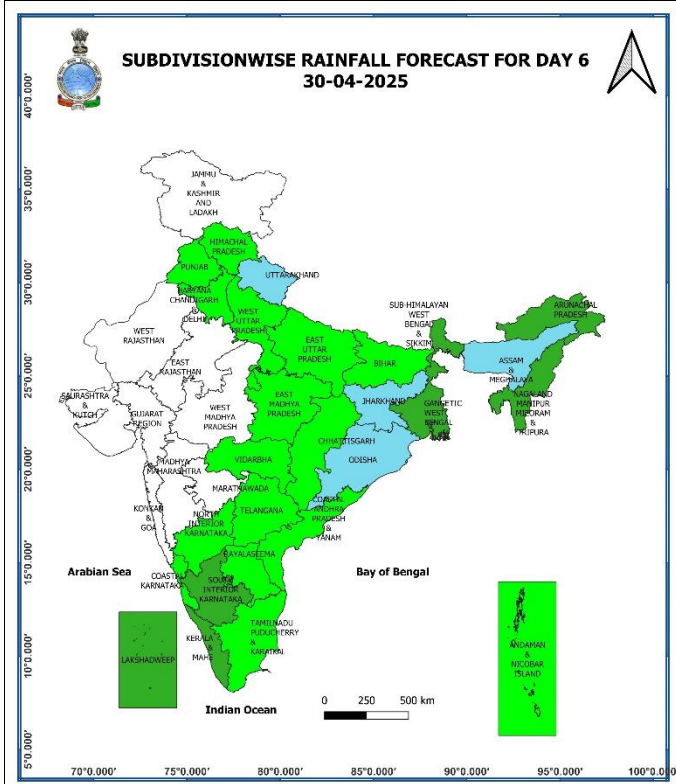 SUBDIVISIONWISE RAINFALL FORECAST FOR DAY 6
30-04-2025
40°0.000'
35°0.000'
30°0.000'
25°0.000'
20°0.000'
15°0.000'
10°0.000'
5°0.000'
JAMMU
&
KASHMIR
AND
LADAKH
HIMACHAL
PRADESH
PUNJAB
UTTARAKHAND
HARYANA
CHANDIGARH
&
DELHI
WEST
UTTAR
PRADESH
WEST
RAJASTHAN
EAST
RAJASTHAN
EAST
UTTAR
PRADESH
BIHAR
SUB-HIMALAYAN
WEST
BENGAL
&
SIKKIM
ARUNACHAL
PRADESH
ASSAM
&
MEGHALAYA
NAGALAND
MANIPUR
MIZORAM
&
TRIPURA
SAURASHTRA
&
KUTCH
GUJARAT
REGION
WEST
MADHYA
PRADESH
EAST
MADHYA
PRADESH
JHARKHAND
GANGETIC
WEST
BENGAL
CHHATTISGARH
ODISHA
VIDARBHA
MADHYA
MAHARASHTRA
MARATHAWADA
KONKAN
&
GOA
NORTH
INTERIOR
KARNATAKA
TELANGANA
COASTAL
ANDHRA
PRADESH
&
YANAM
RAYALASEEMA
COASTAL
KARNATAKA
SOUTH
INTERIOR
KARNATAKA
KERALA
&
MAHE
TAMILNADU
PUDUCHERRY
&
KARAIKAL
LAKSHADWEEP
ANDAMAN
&
NICOBAR
ISLAND
Arabian Sea
Bay of Bengal
Indian Ocean
0 250 500 km
70°0.000' 75°0.000' 80°0.000' 85°0.000' 90°0.000' 95°0.000'